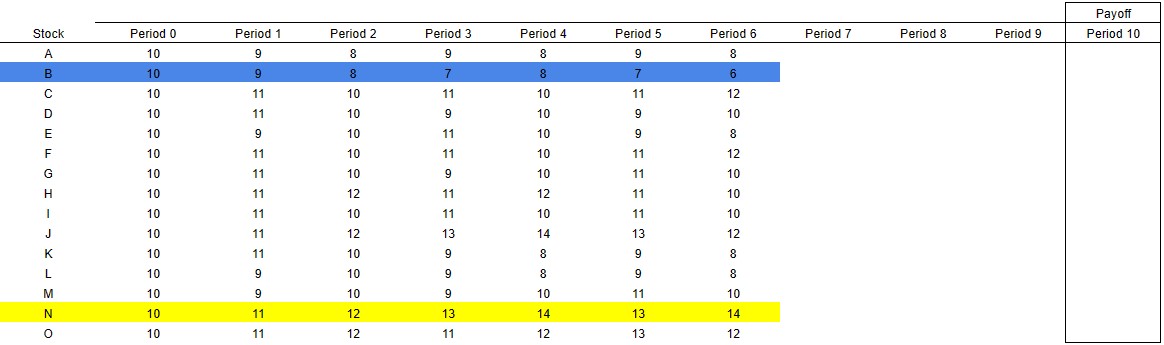 Payoff
Stock Period 0 Period 1 Period 2 Period 3 Period 4 Period 5 Period 6 Period 7 Period 8 Period 9 Period 10
A 10 9 8 9 8 9 8
B 10 9 8 7 8 7 6
C 10 11 10 11 10 11 12
D 10 11 10 9 10 9 10
E 10 9 10 11 10 9 8
F 10 11 10 11 10 11 12
G 10 11 10 9 10 11 10
H 10 11 12 11 12 11 10
I 10 11 10 11 10 11 10
J 10 11 12 13 14 13 12
K 10 11 10 9 8 9 8
L 10 9 10 9 8 9 8
M 10 9 10 9 10 11 10
N 10 11 12 13 14 13 14
O 10 11 12 11 12 13 12